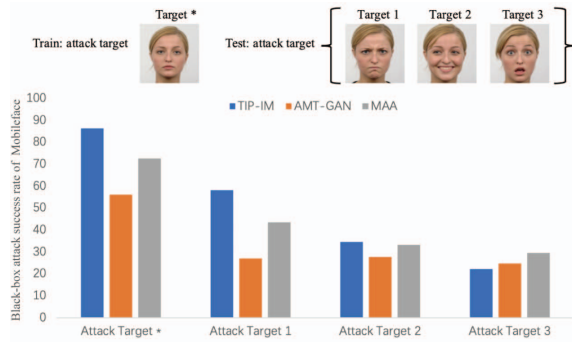 Target *
Target 1 Target 2 Target 3
Train: attack target
Test: attack target
TIP-IM AMT-GAN MAA
Black-box attack success rate of Mobileface
100
90
80
70
60
50
40
30
20
10
0
Attack Target *
Attack Target 1
Attack Target 2
Attack Target 3